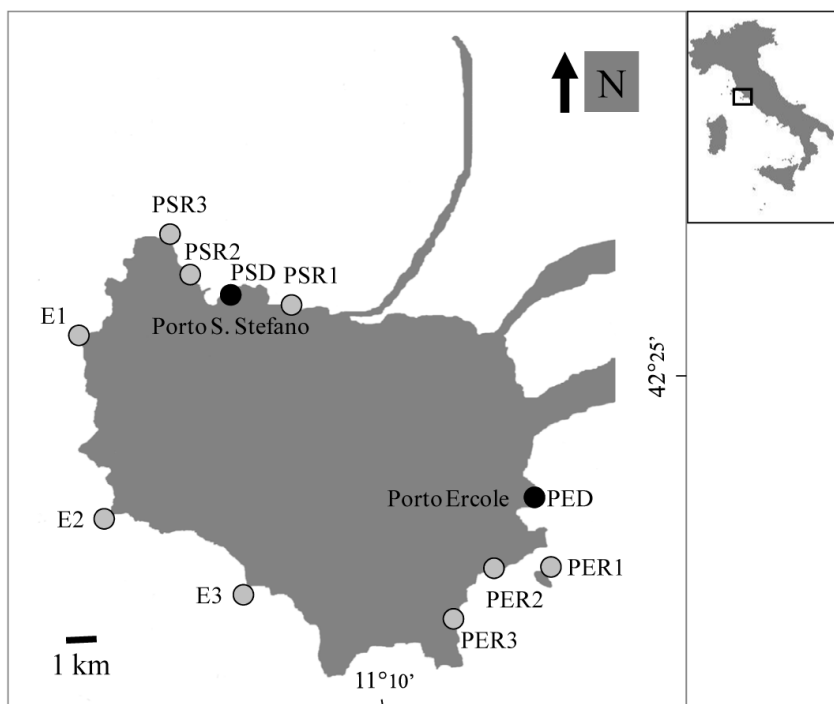 N
PSR3
PSR2
PSD
PSR1
E1
Porto S. Stefano
42°25'
Porto Ercole
PED
E2
PER1
PER2
E3
PER3
1 km
11°10'